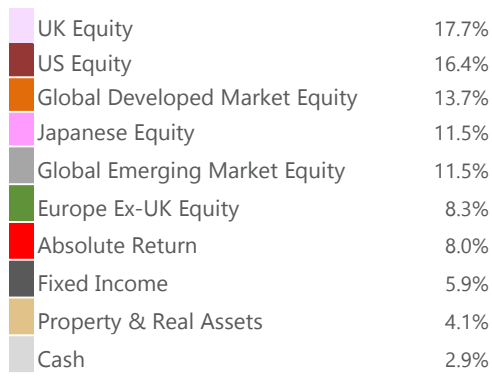 UK Equity 17.7%
US Equity 16.4%
Global Developed Market Equity 13.7%
Japanese Equity 11.5%
Global Emerging Market Equity 11.5%
Europe Ex-UK Equity 8.3%
Absolute Return 8.0%
Fixed Income 5.9%
Property & Real Assets 4.1%
Cash 2.9%